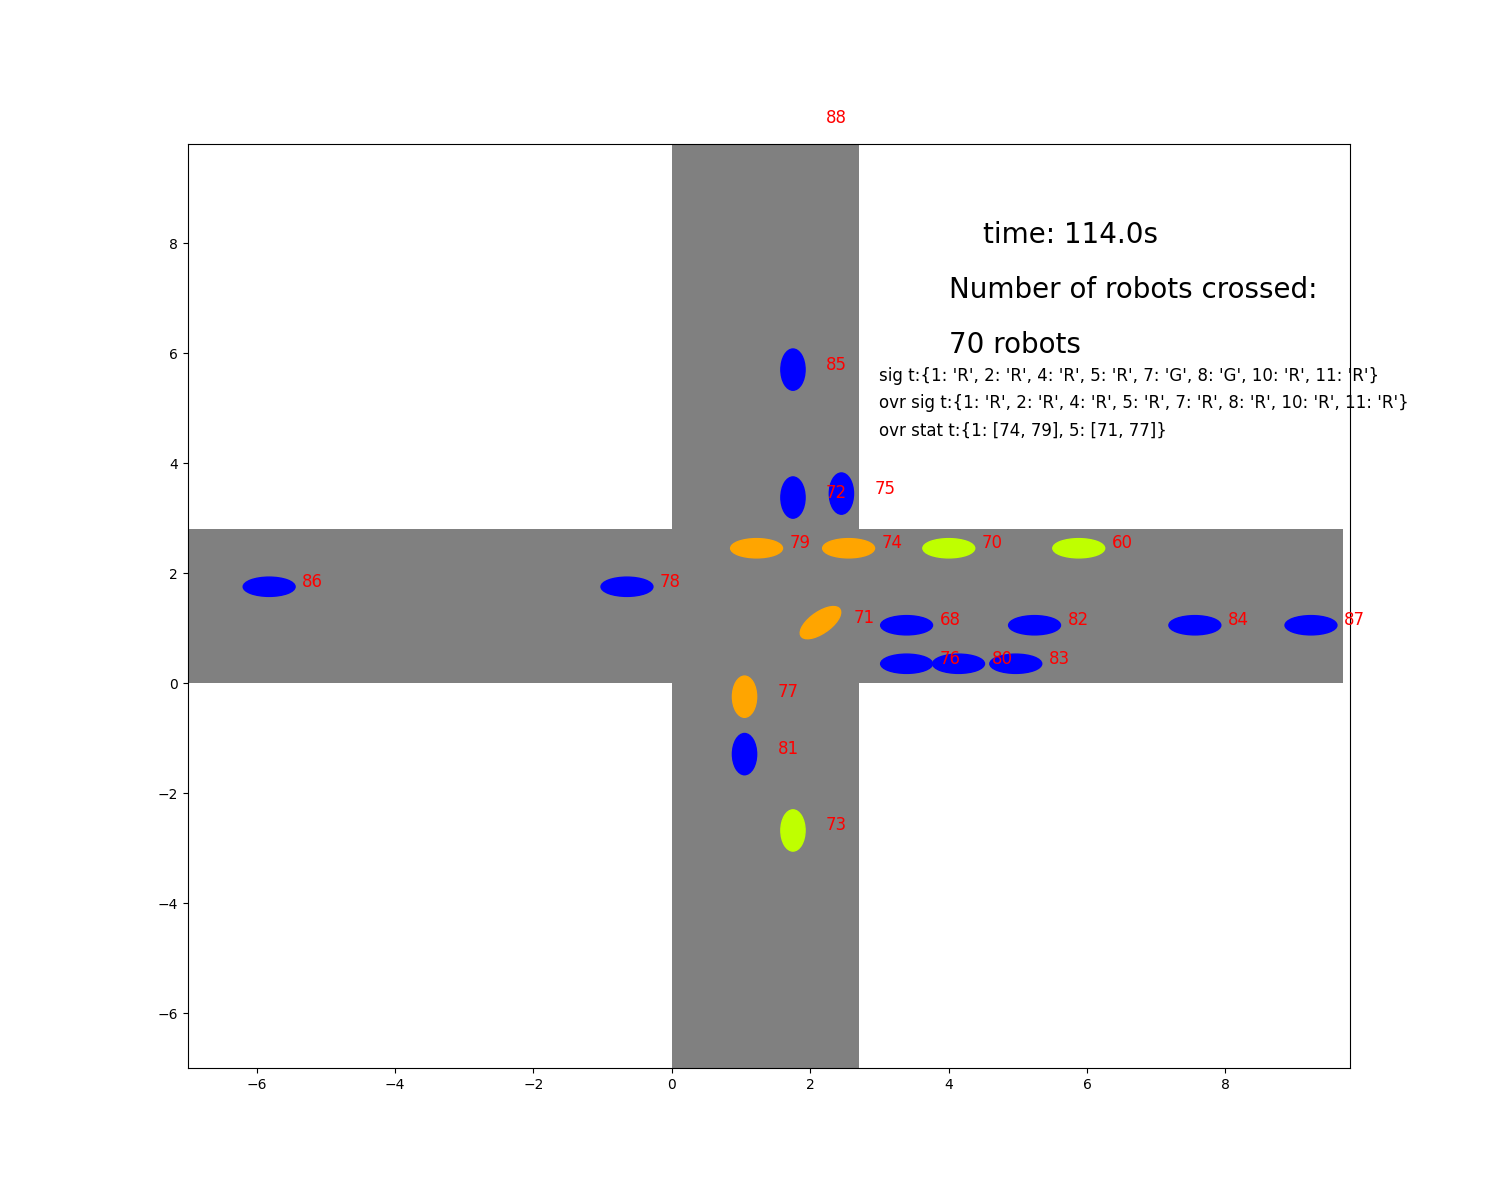 88
time: 114.0s
8
Number of robots crossed:
6
70 robots
85
sig t:{1: 'R', 2: 'R', 4: 'R', 5: 'R', 7: 'G', 8: 'G', 10: 'R', 11: 'R'}
ovr sig t:{1: 'R', 2: 'R', 4: 'R', 5: 'R', 7: 'R', 8: 'R', 10: 'R', 11: 'R'}
ovr stat t:{1: [74, 79], 5: [71, 77]}
4
72 75
79 74 70 60
2
86 78
71 68 82 84 87
76 80 83
0
77
81
−2
73
−4
−6
−6 −4 −2 0 2 4 6 8